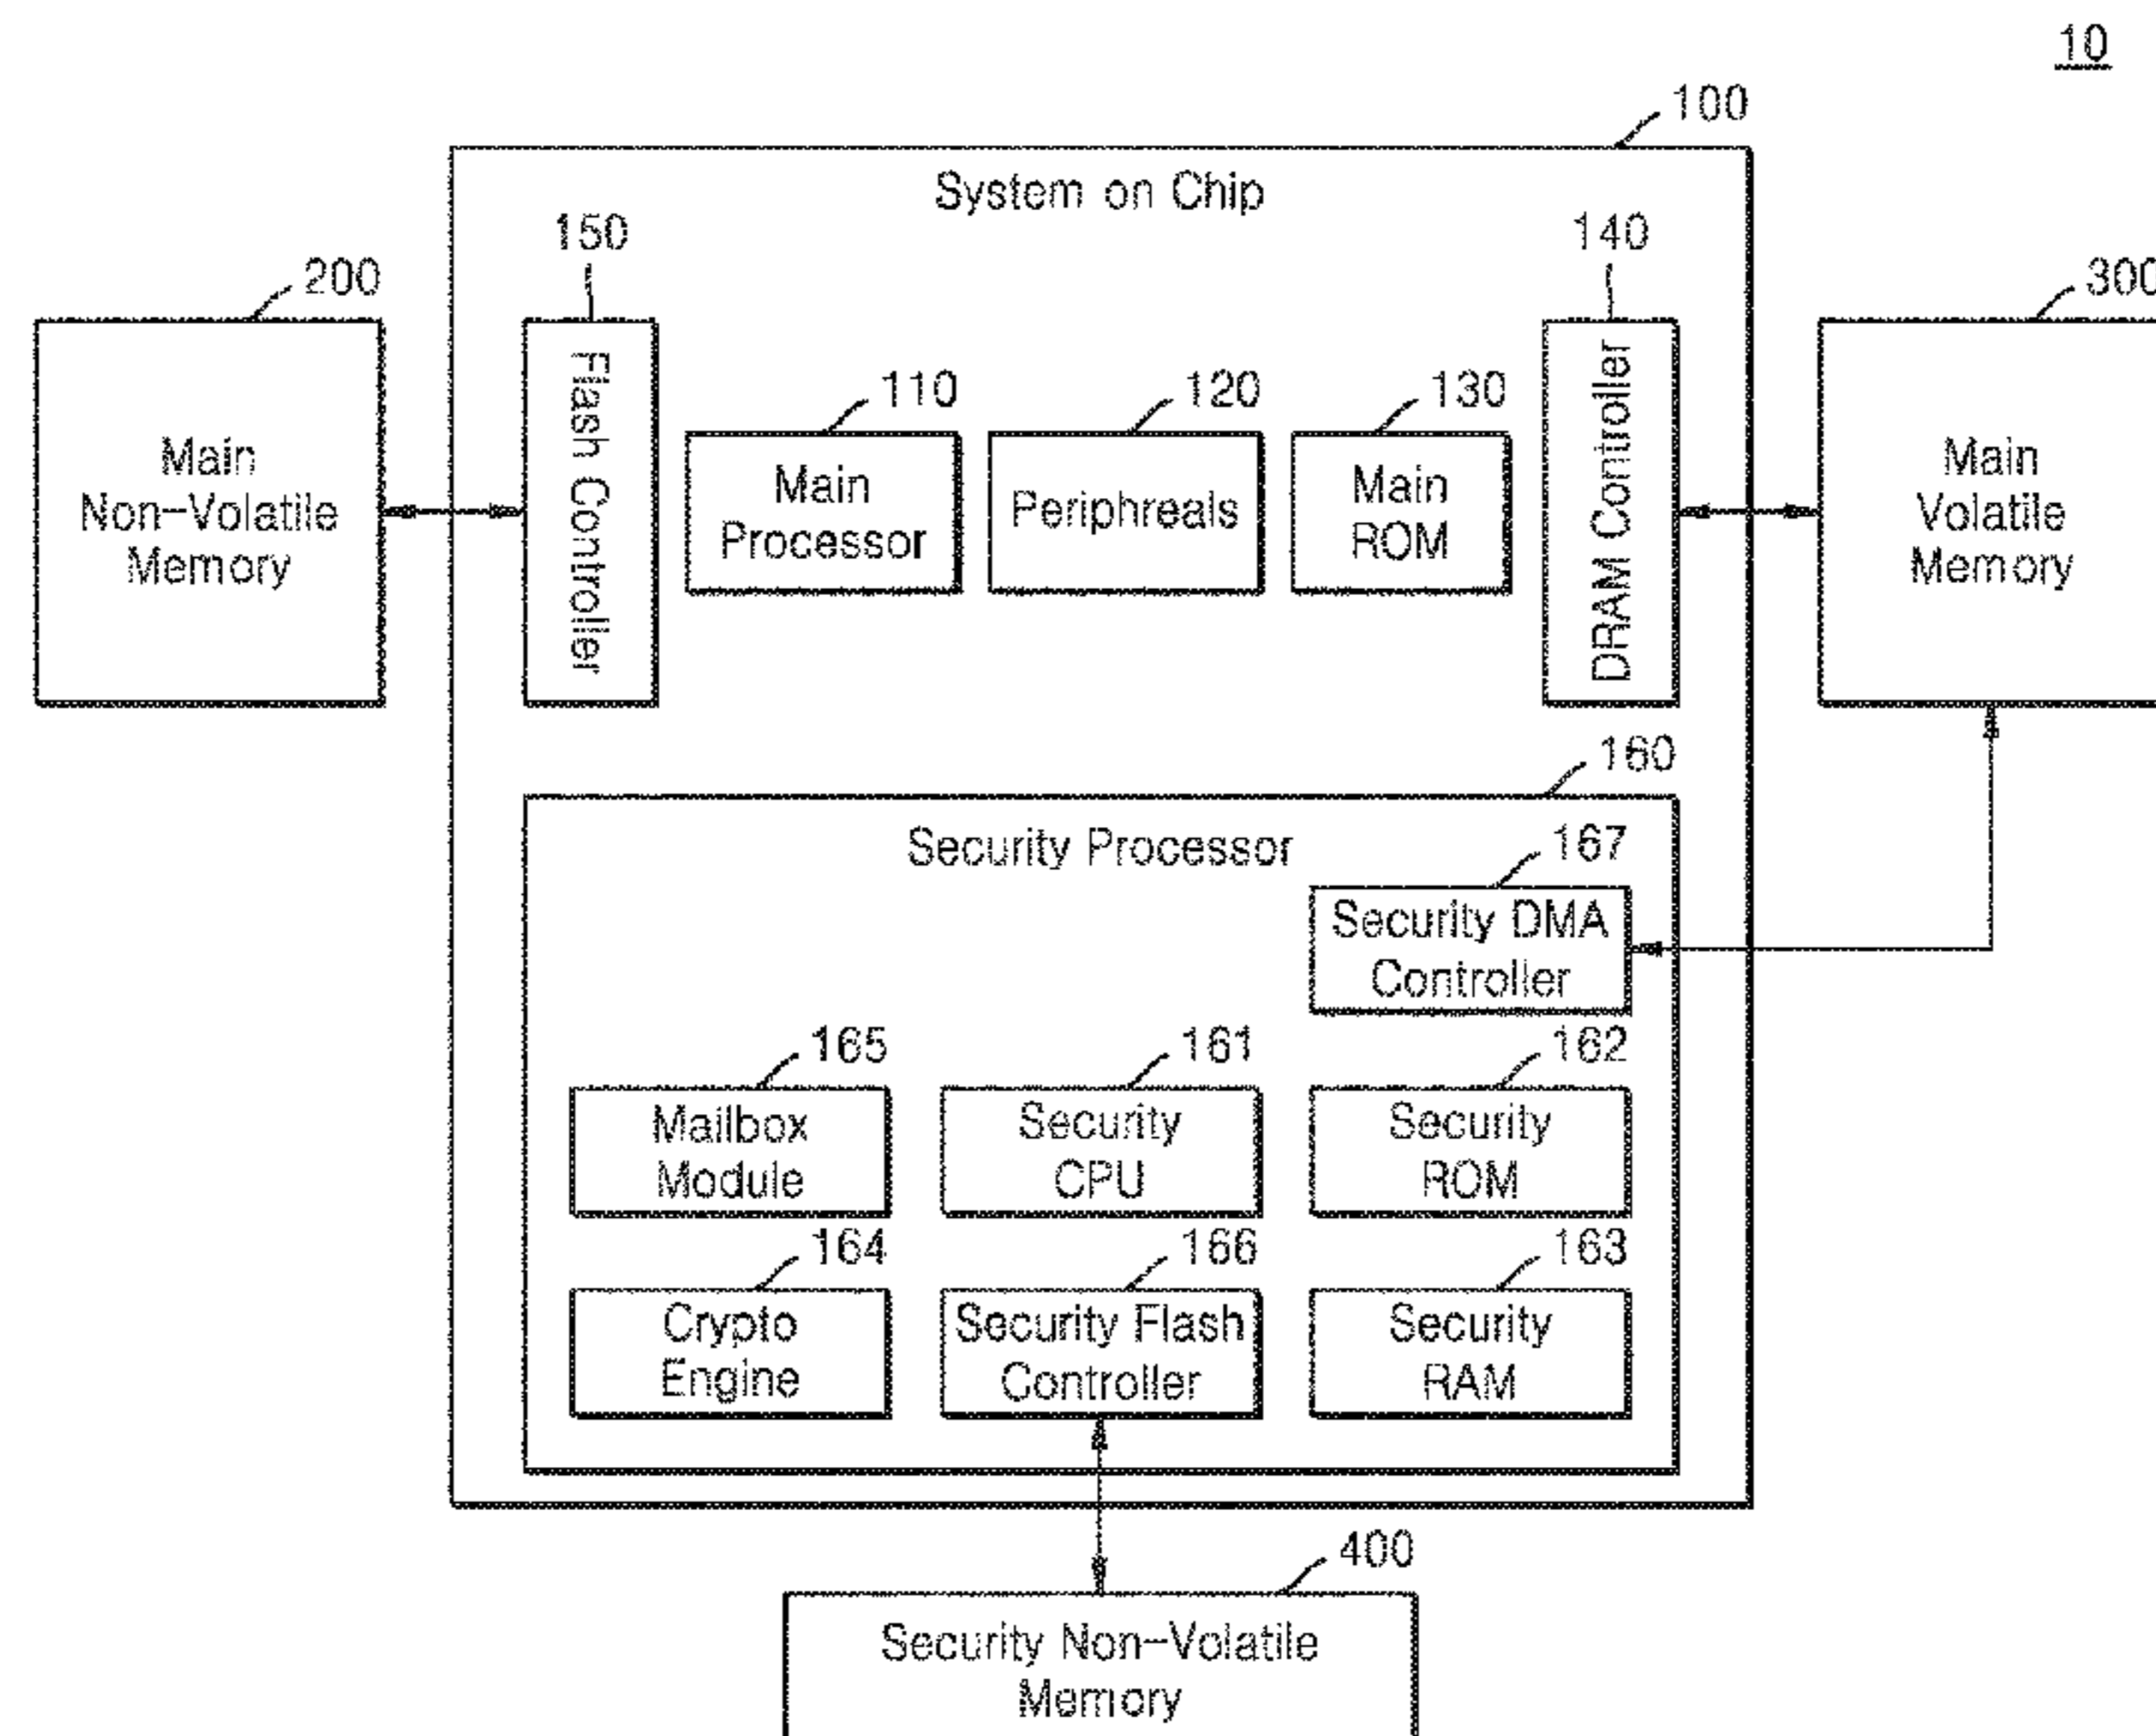 10
100
System on Chip
150
140
200
300
Flash Controller
DRAM Controller
110
120
130
Main
Non-Volatile
Memory
Main
Processor
Periphreals
Main
ROM
Main
Volatile
Memory
160
Security Processor
167
Security DMA
Controller
165
161
162
Mailbox
Module
Security
CPU
Security
ROM
164
166
163
Crypto
Engine
Security Flash
Controller
Security
RAM
400
Security Non-Volatile
Memory